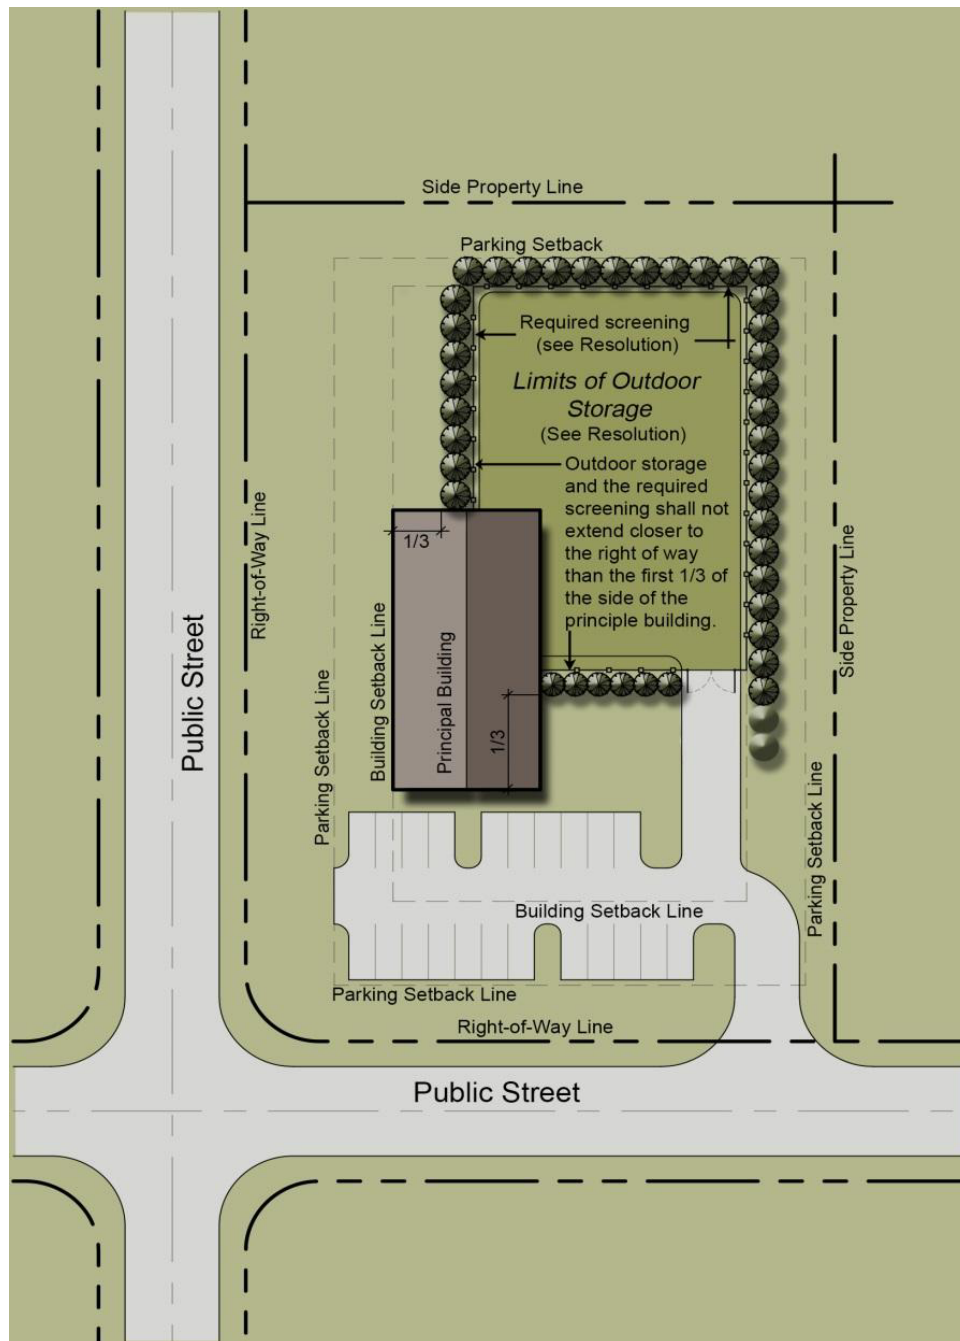 Side Property Line
Parking Setback
Required screening
(see Resolution)
Limits of Outdoor
Storage
(See Resolution)
Outdoor storage
and the required
screening shall not
extend closer to
the right of way
than the first 1/3 of
the side of the
principle building.
1/3
1/3
Right-of-Way Line
Public Street
Parking Setback Line
Building Setback Line
Principal Building
Side Property Line
Parking Setback Line
Building Setback Line
Parking Setback Line
Right-of-Way Line
Public Street